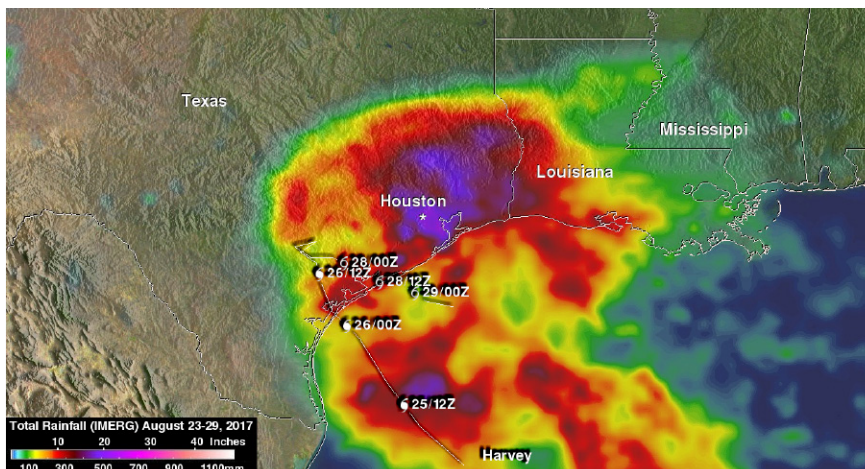 Texas
Mississippi
Louisiana
Houston
*
28/00Z
26/12Z
28/12Z
29/00Z
26/00Z
25/12Z
Harvey
Total Rainfall (IMERG) August 23-29, 2017
10 20 30 40 Inches
100 300 500 700 900 1100mm